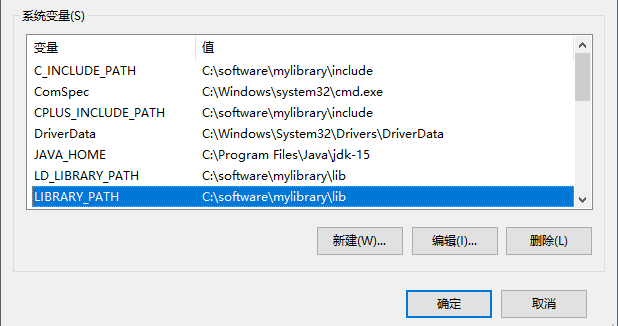 系统变量(S)
变量 值
C_INCLUDE_PATH C:\software\mylibrary\include
ComSpec C:\Windows\system32\cmd.exe
CPLUS_INCLUDE_PATH C:\software\mylibrary\include
DriverData C:\Windows\System32\Drivers\DriverData
JAVA_HOME C:\Program Files\Java\jdk-15
LD_LIBRARY_PATH C:\software\mylibrary\lib
LIBRARY_PATH C:\software\mylibrary\lib
新建(W)... 编辑(I)... 删除(L)
确定 取消